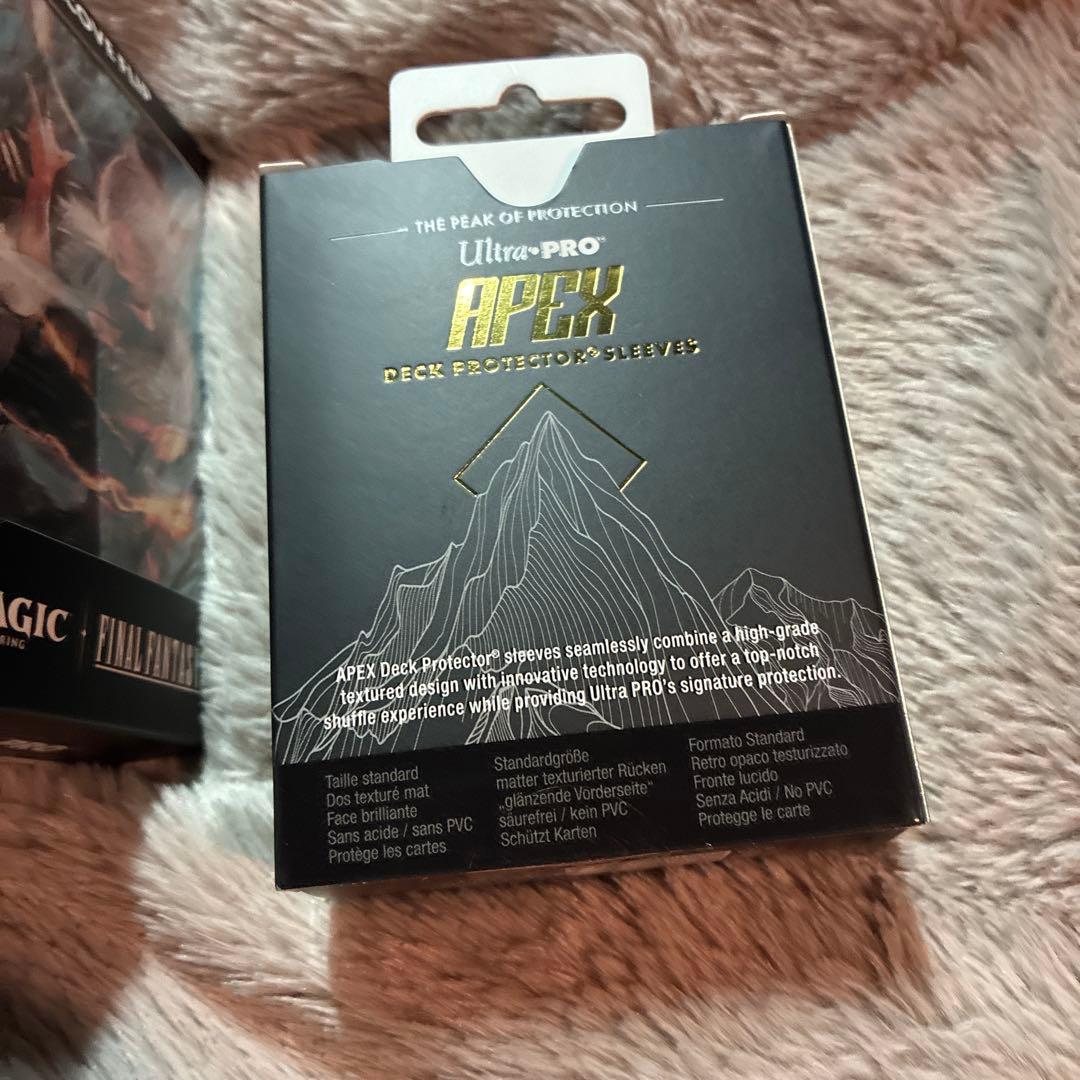 THE PEAK OF PROTECTION
Ultra•PRO™
APEX
DECK PROTECTOR® SLEEVES
APEX Deck Protector® sleeves seamlessly combine a high-grade
textured design with innovative technology to offer a top-notch
shuffle experience while providing Ultra PRO's signature protection.
Taille standard
Dos texturé mat
Face brillante
Sans acide / sans PVC
Protège les cartes
Standardgröße
matter texturierter Rücken
„glänzende Vorderseite“
säurefrei / kein PVC
Schützt Karten
Formato Standard
Retro opaco testurizzato
Fronte lucido
Senza Acidi / No PVC
Protegge le carte
AGIC
RING
FINAL FANTAS